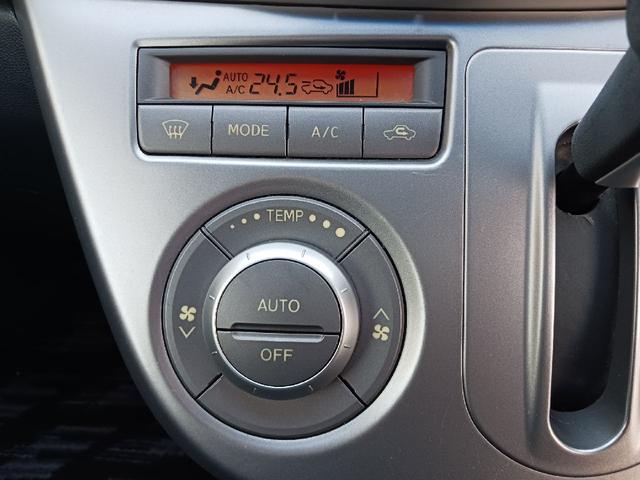 AUTO
A/C 24.5
MODE A/C
TEMP
AUTO
OFF